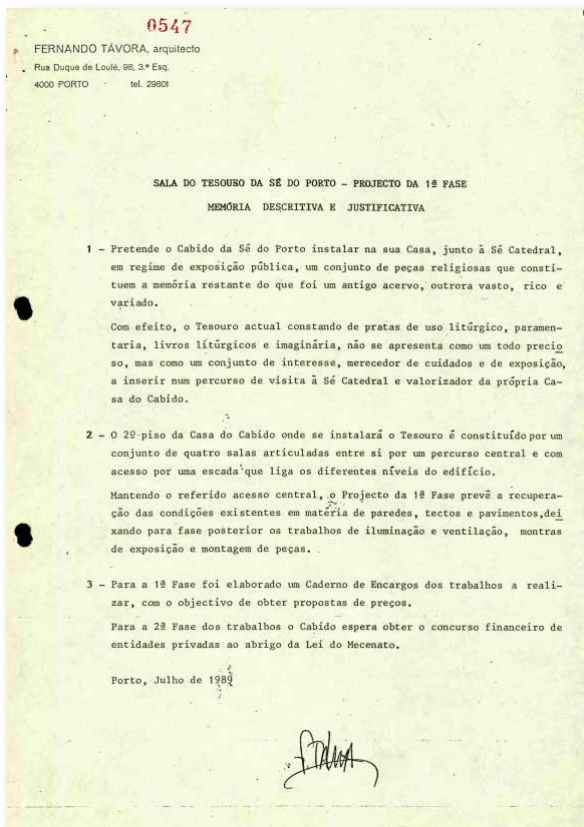 0547
FERNANDO TÁVORA, arquitecto
Rua Duque de Loulé, 98, 3.º Esq.
4000 PORTO tel. 29801
SALA DO TESOURO DA SÉ DO PORTO - PROJECTO DA 1ª FASE
MEMÓRIA DESCRITIVA E JUSTIFICATIVA
1 - Pretende o Cabido da Sé do Porto instalar na sua Casa, junto à Sé Catedral,
em regime de exposição pública, um conjunto de peças religiosas que consti-
tuem a memória restante do que foi um antigo acervo, outrora vasto, rico e
variado.
Com efeito, o Tesouro actual constando de pratas de uso litúrgico, paramen-
taria, livros litúrgicos e imaginária, não se apresenta como um todo precio
so, mas como um conjunto de interesse, merecedor de cuidados e de exposição,
a inserir num percurso de visita à Sé Catedral e valorizador da própria Ca-
sa do Cabido.
2 - O 2º piso da Casa do Cabido onde se instalará o Tesouro é constituído por um
conjunto de quatro salas articuladas entre si por um percurso central e com
acesso por uma escada que liga os diferentes níveis do edifício.
Mantendo o referido acesso central, o Projecto da 1ª Fase prevê a recupera-
ção das condições existentes em matéria de paredes, tectos e pavimentos,dei
xando para fase posterior os trabalhos de iluminação e ventilação, montras
de exposição e montagem de peças.
3 - Para a 1ª Fase foi elaborado um Caderno de Encargos dos trabalhos a reali-
zar, com o objectivo de obter propostas de preços.
Para a 2ª Fase dos trabalhos o Cabido espera obter o concurso financeiro de
entidades privadas ao abrigo da Lei do Mecenato.
Porto, Julho de 1989